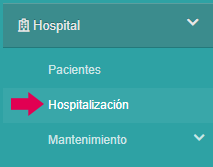 Hospital
Pacientes
Hospitalización
Mantenimiento